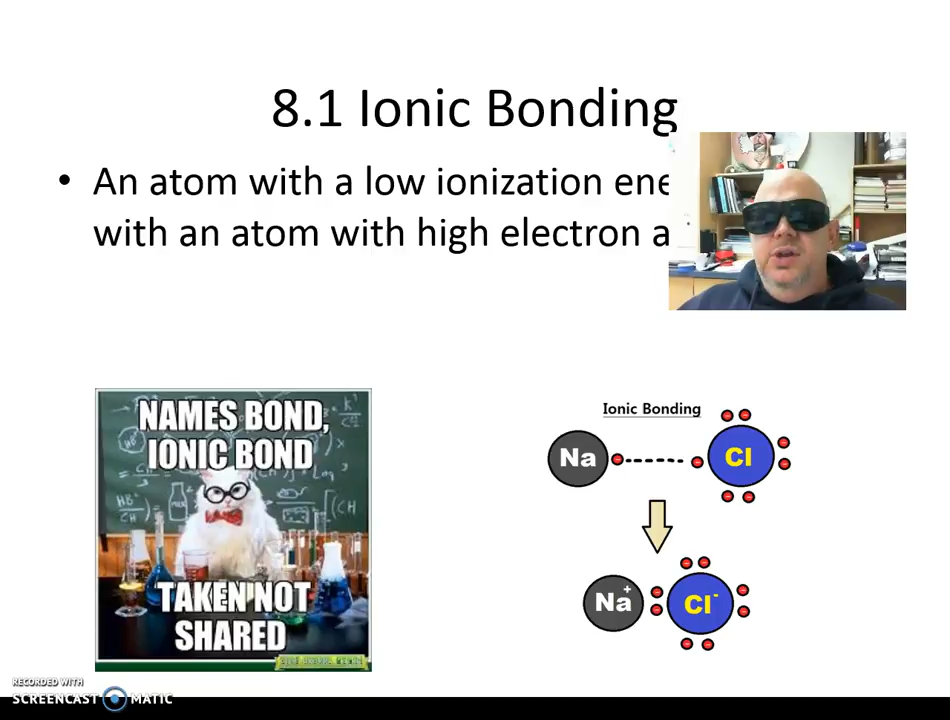 8.1 Ionic Bonding
• An atom with a low ionization ene
with an atom with high electron a
NAMES BOND,
IONIC BOND
TAKEN NOT
SHARED
Ionic Bonding
Na Cl
Na+ Cl-
RECORDED WITH
SCREENCAST MATIC